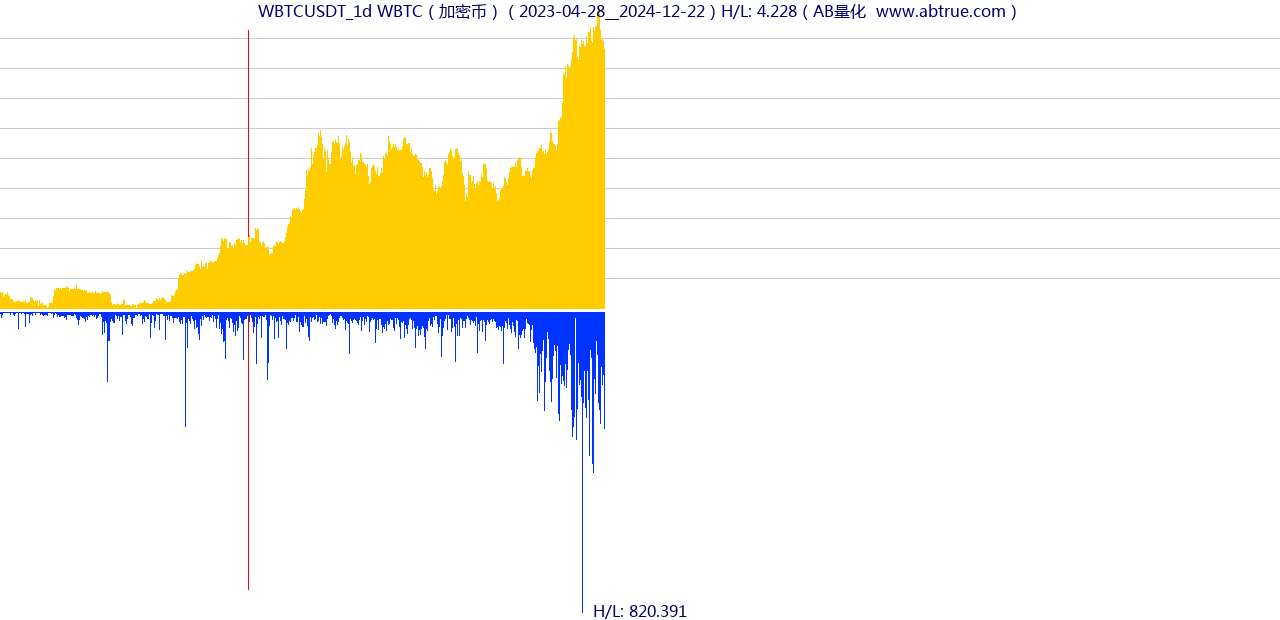 WBTCUSDT_1d WBTC ( 加密币 ) ( 2023-04-28__2024-12-22 ) H/L: 4.228 ( AB量化  www.abtrue.com )
H/L: 820.391